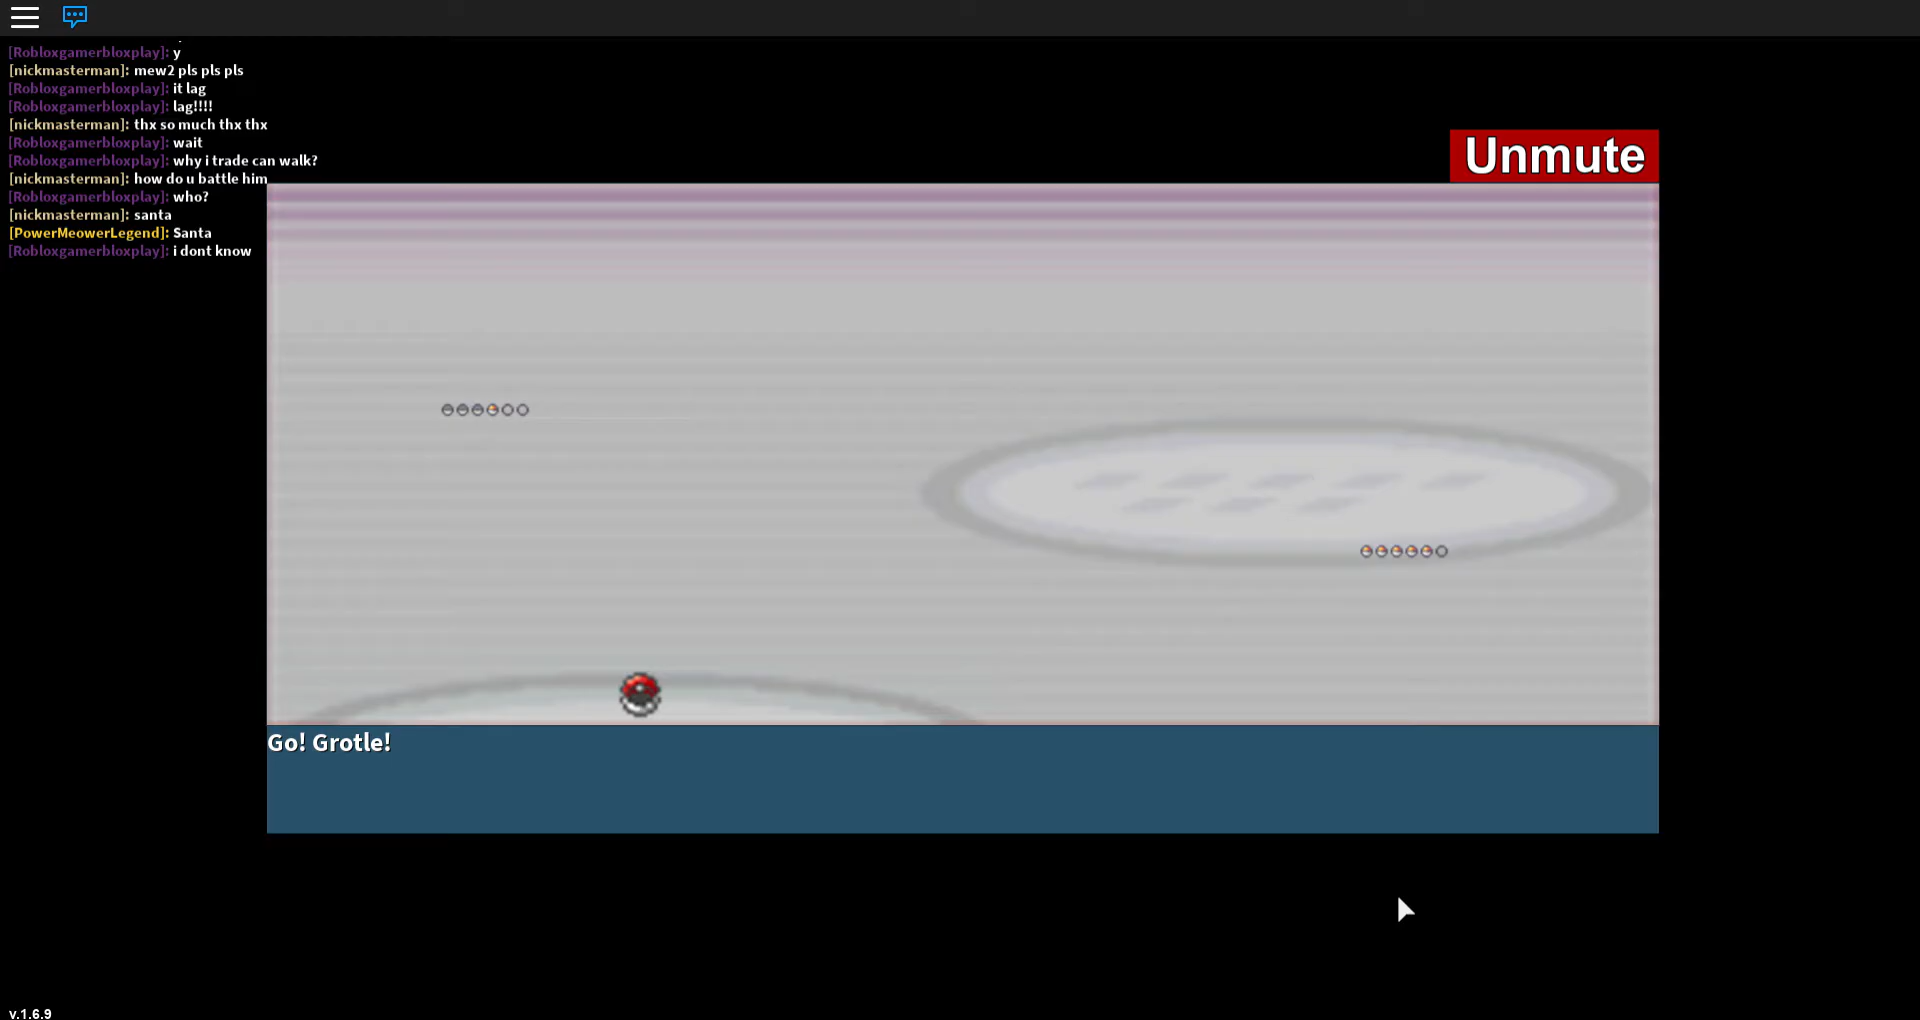 [Robloxgamerbloxplay]: y
[nickmasterman]: mew2 pls pls pls
[Robloxgamerbloxplay]: it lag
[Robloxgamerbloxplay]: lag!!!!
[nickmasterman]: thx so much thx thx
[Robloxgamerbloxplay]: wait
[Robloxgamerbloxplay]: why i trade can walk?
[nickmasterman]: how do u battle him
[Robloxgamerbloxplay]: who?
[nickmasterman]: santa
[PowerMeowerLegend]: Santa
[Robloxgamerbloxplay]: i dont know
Unmute
Go! Grotle!
v.1.6.9